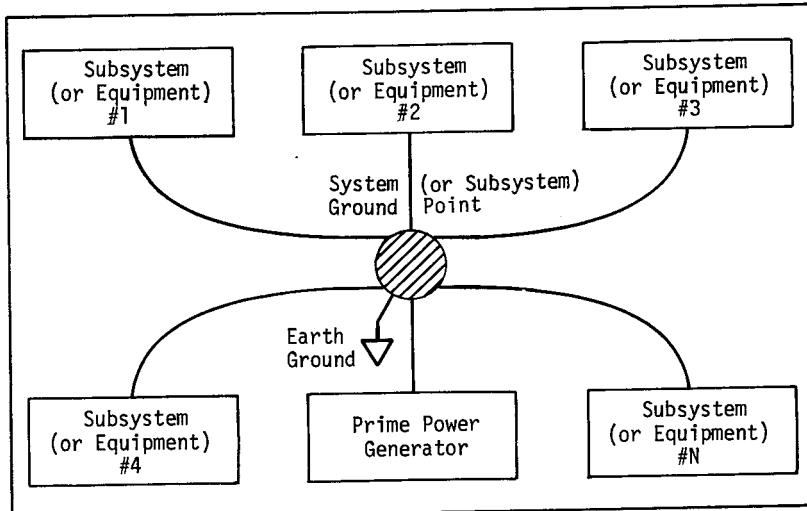 Subsystem
(or Equipment)
#1
Subsystem
(or Equipment)
#2
Subsystem
(or Equipment)
#3
System (or Subsystem)
Ground Point
Earth
Ground
Subsystem
(or Equipment)
#4
Prime Power
Generator
Subsystem
(or Equipment)
#N